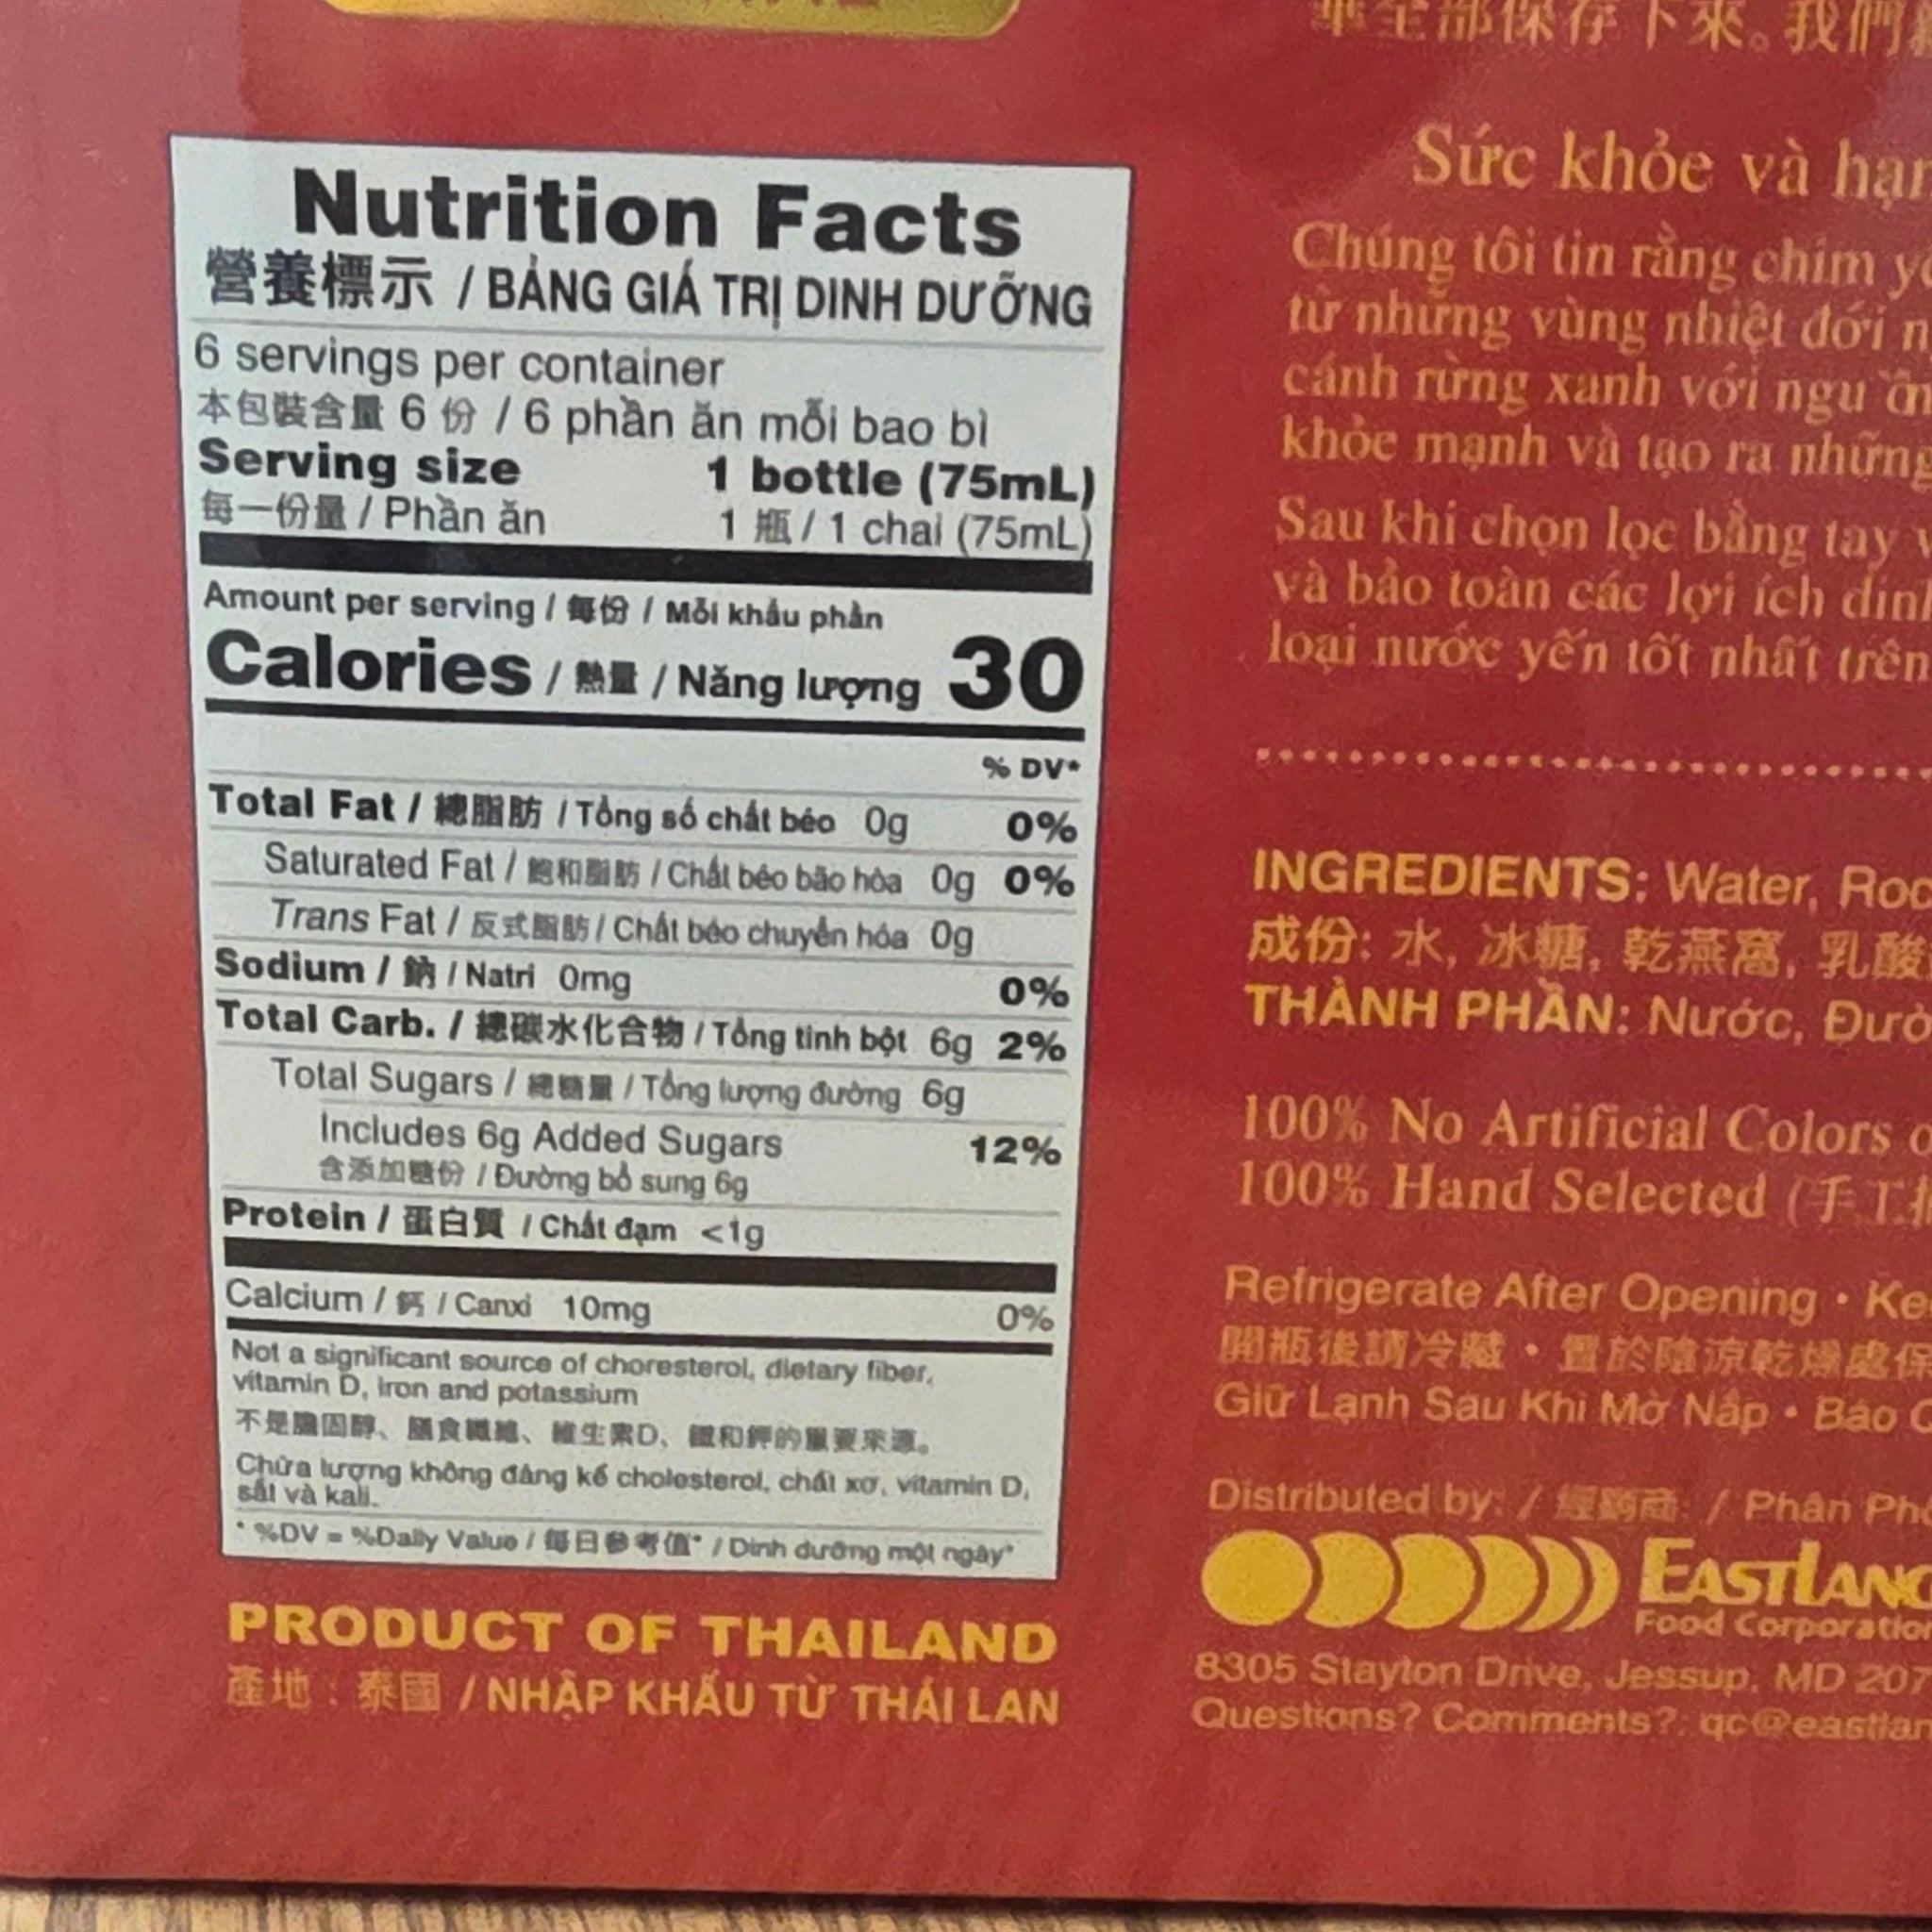 華全部保存下來。我們
Nutrition Facts
營養標示 / BẢNG GIÁ TRỊ DINH DƯỠNG
6 servings per container
本包裝含量 6 份 / 6 phần ăn mỗi bao bì
Serving size 1 bottle (75mL)
每一份量 / Phần ăn 1 瓶 / 1 chai (75mL)
Amount per serving / 每份 / Mỗi khẩu phần
Calories / 熱量 / Năng lượng 30
% DV*
Total Fat / 總脂肪 / Tổng số chất béo 0g 0%
Saturated Fat / 飽和脂肪 / Chất béo bão hòa 0g 0%
Trans Fat / 反式脂肪 / Chất béo chuyển hóa 0g
Sodium / 鈉 / Natri 0mg 0%
Total Carb. / 總碳水化合物 / Tổng tinh bột 6g 2%
Total Sugars / 總糖量 / Tổng lượng đường 6g
Includes 6g Added Sugars 12%
含添加糖份 / Đường bổ sung 6g
Protein / 蛋白質 / Chất đạm <1g
Calcium / 鈣 / Canxi 10mg 0%
Not a significant source of choresterol, dietary fiber,
vitamin D, iron and potassium
不是膽固醇、膳食纖維、維生素D、鐵和鉀的重要來源。
Chứa lượng không đáng kể cholesterol, chất xơ, vitamin D,
sắt và kali.
* %DV = %Daily Value / 每日參考值* / Dinh dưỡng một ngày*
PRODUCT OF THAILAND
產地：泰國 / NHẬP KHẨU TỪ THÁI LAN
Sức khỏe và hạn
Chúng tôi tin rằng chim yế
từ những vùng nhiệt đới n
cánh rừng xanh với ngu ồn
khỏe mạnh và tạo ra những
Sau khi chọn lọc bằng tay v
và bảo toàn các lợi ích dinh
loại nước yến tốt nhất trên
INGREDIENTS: Water, Roc
成份: 水, 冰糖, 乾燕窩, 乳酸
THÀNH PHẦN: Nước, Đườ
100% No Artificial Colors o
100% Hand Selected (手工
Refrigerate After Opening • Ke
開瓶後請冷藏 • 置於陰涼乾燥處保
Giữ Lạnh Sau Khi Mở Nắp • Bảo
Distributed by: / 經銷商: / Phân Phố
EASTLAND
Food Corporation
8305 Stayton Drive, Jessup, MD 207
Questions? Comments?: qc@eastlan